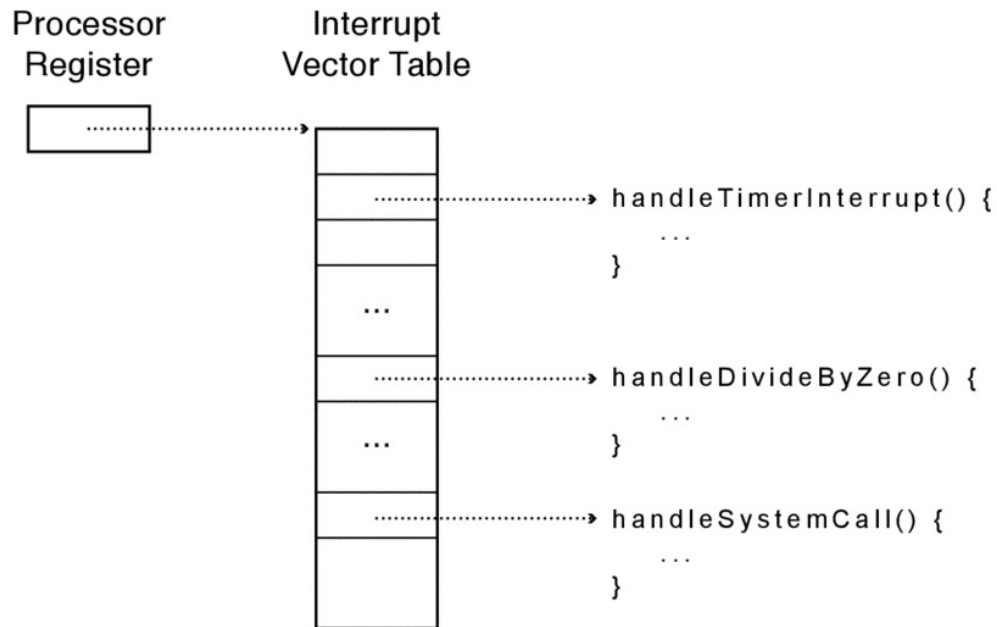 Processor
Register
Interrupt
Vector Table
handleTimerInterrupt() {
...
}
...
handleDivideByZero() {
...
}
...
handleSystemCall() {
...
}